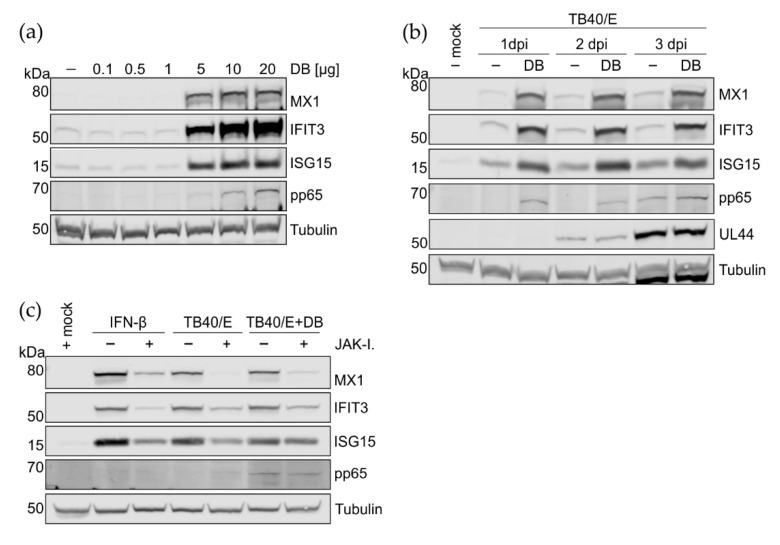 (a)
kDa – 0.1 0.5 1 5 10 20 DB [µg]
80 MX1
50 IFIT3
15 ISG15
70 pp65
50 Tubulin
(b)
TB40/E
– mock 1dpi 2 dpi 3 dpi
kDa – DB – DB – DB
80 MX1
50 IFIT3
15 ISG15
70 pp65
50 UL44
50 Tubulin
(c)
+ mock IFN-β TB40/E TB40/E+DB
kDa – + – + – + JAK-I.
80 MX1
50 IFIT3
15 ISG15
70 pp65
50 Tubulin